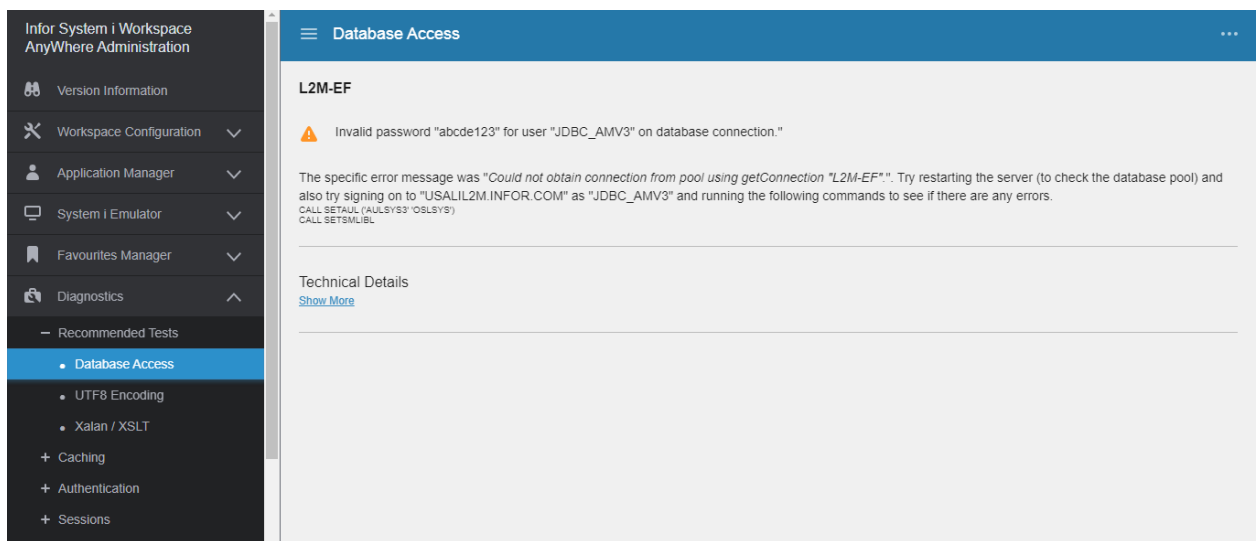 Infor System i Workspace
AnyWhere Administration
Version Information
Workspace Configuration
Application Manager
System i Emulator
Favourites Manager
Diagnostics
Recommended Tests
Database Access
UTF8 Encoding
Xalan / XSLT
Caching
Authentication
Sessions
Database Access
L2M-EF
Invalid password "abcde123" for user "JDBC_AMV3" on database connection."
The specific error message was "Could not obtain connection from pool using getConnection "L2M-EF".". Try restarting the server (to check the database pool) and
also try signing on to "USALIL2M.INFOR.COM" as "JDBC_AMV3" and running the following commands to see if there are any errors.
CALL SETAUL ('AULSYS3' 'OSLSYS')
CALL SETSMLIBL
Technical Details
Show More